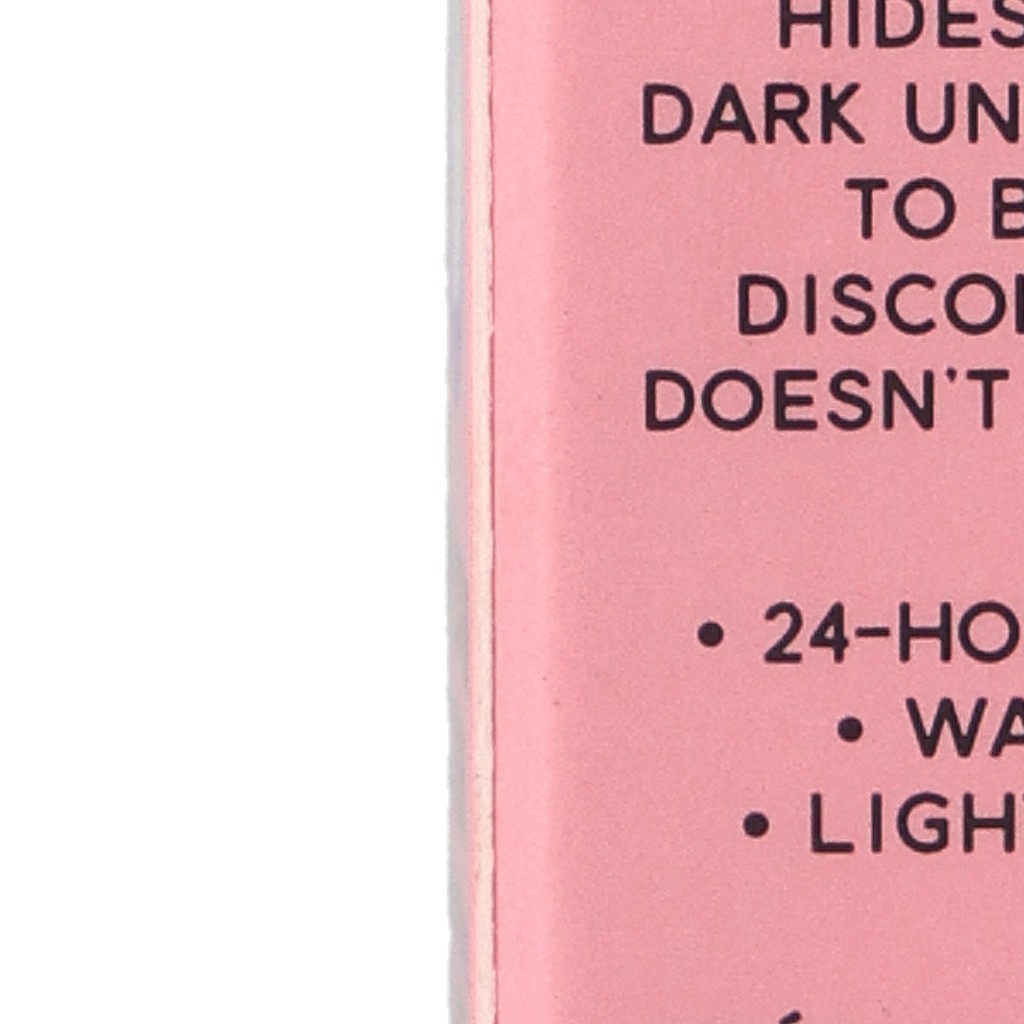 HIDES
DARK UN
TO B
DISCO
DOESN'T
• 24-HO
• WA
• LIGH